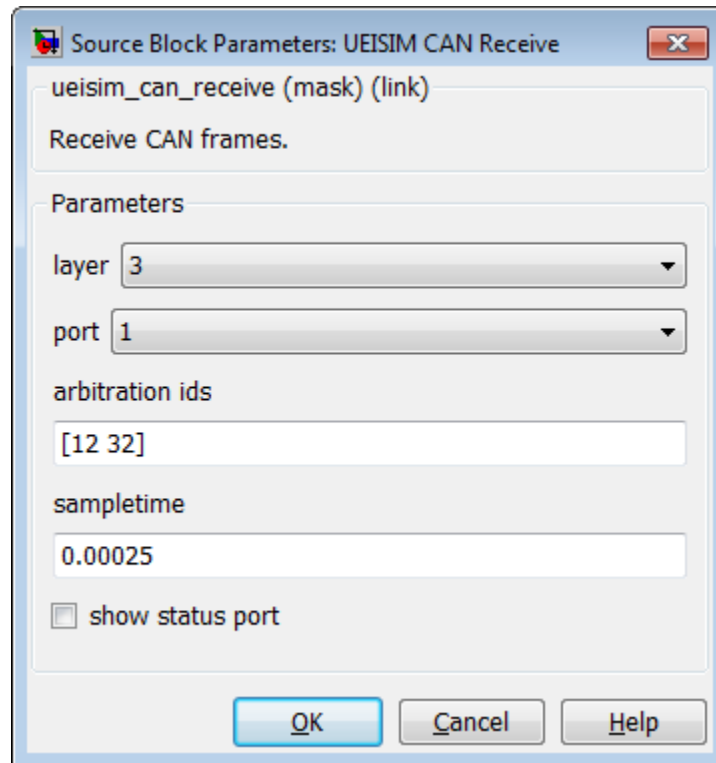 Source Block Parameters: UEISIM CAN Receive
ueisim_can_receive (mask) (link)
Receive CAN frames.
Parameters
layer 3
port 1
arbitration ids
[12 32]
sampletime
0.00025
show status port
OK Cancel Help